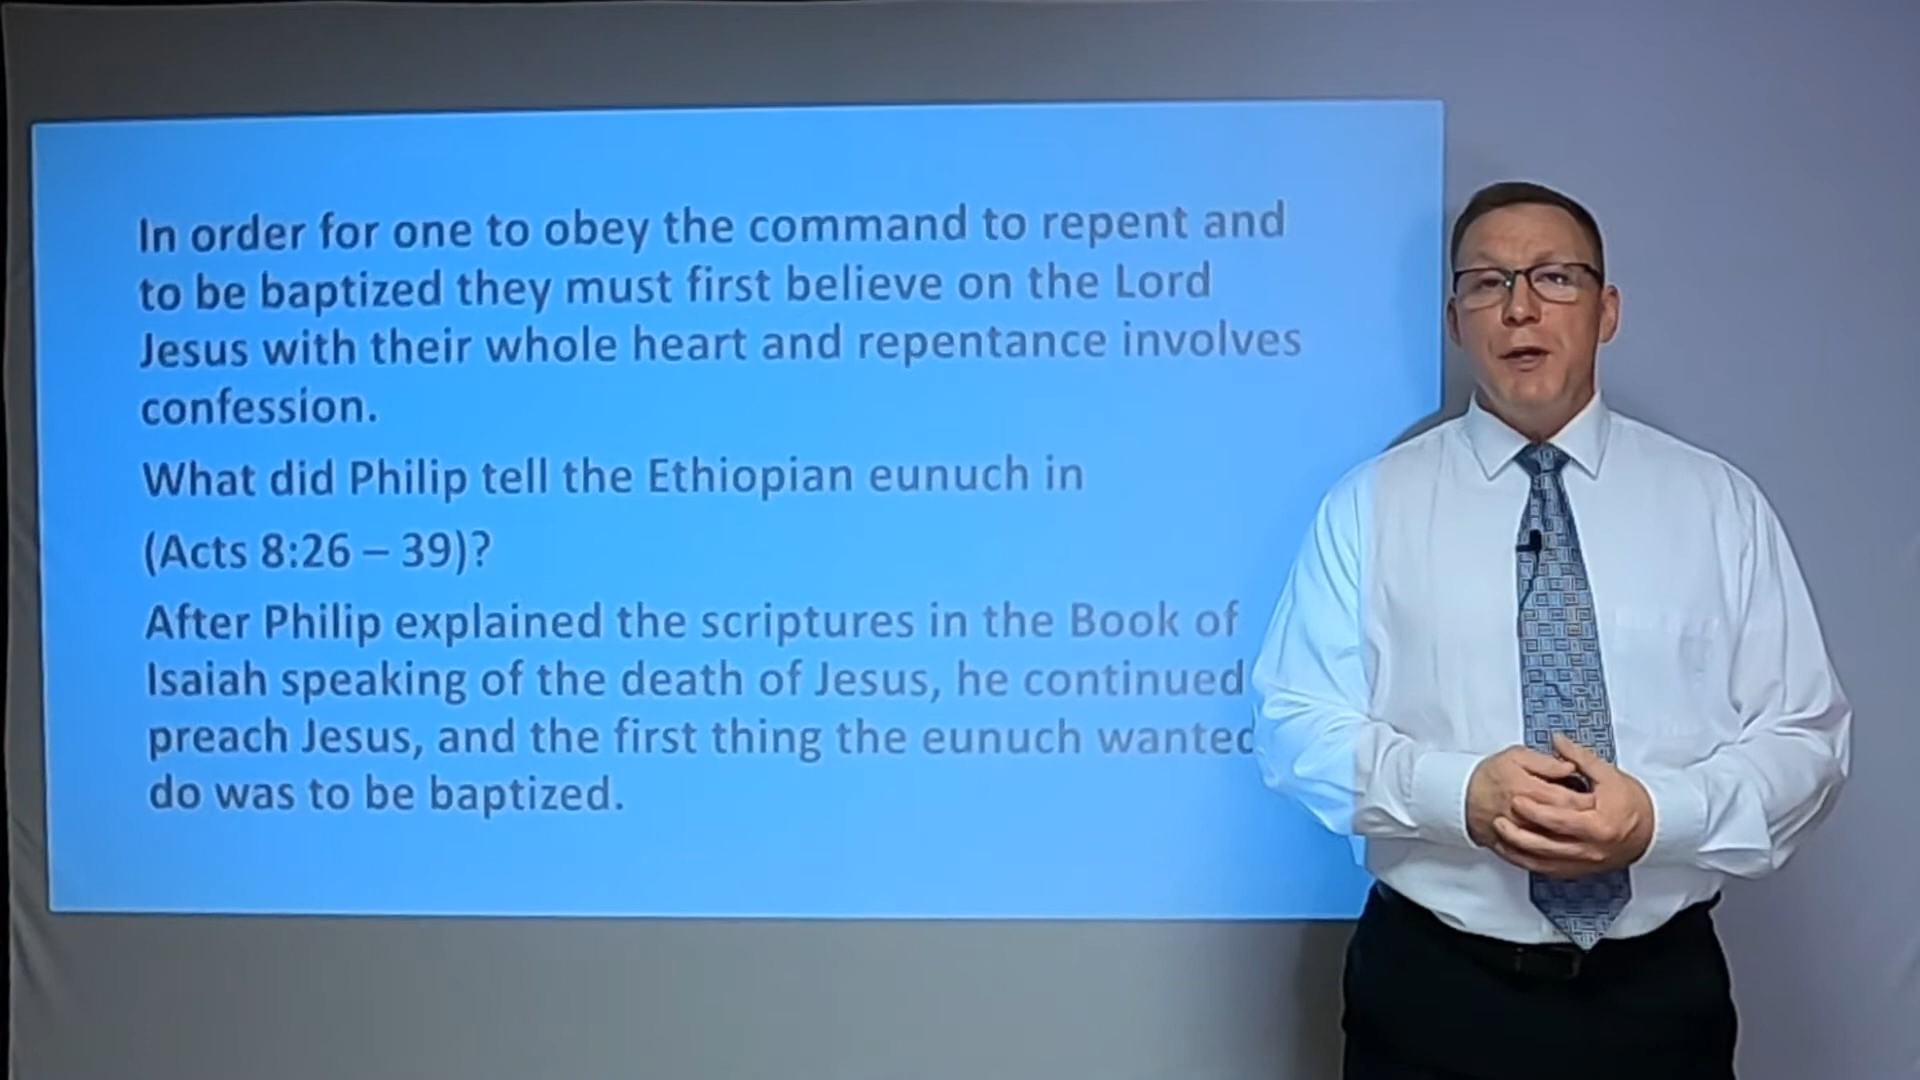 In order for one to obey the command to repent and
to be baptized they must first believe on the Lord
Jesus with their whole heart and repentance involves
confession.
What did Philip tell the Ethiopian eunuch in
(Acts 8:26 – 39)?
After Philip explained the scriptures in the Book of
Isaiah speaking of the death of Jesus, he continued
preach Jesus, and the first thing the eunuch wanted
do was to be baptized.